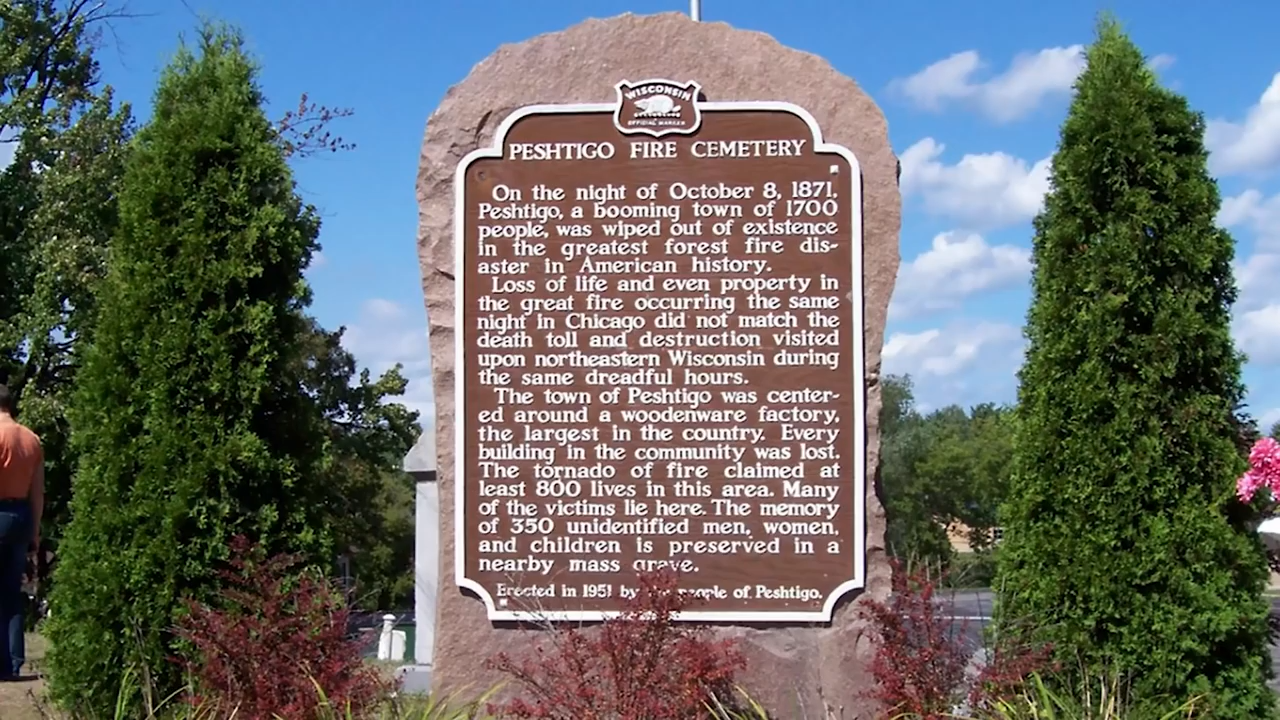 WISCONSIN
OFFICIAL MARKER
PESHTIGO FIRE CEMETERY
On the night of October 8, 1871,
Peshtigo, a booming town of 1700
people, was wiped out of existence
in the greatest forest fire dis-
aster in American history.
Loss of life and even property in
the great fire occurring the same
night in Chicago did not match the
death toll and destruction visited
upon northeastern Wisconsin during
the same dreadful hours.
The town of Peshtigo was center-
ed around a woodenware factory,
the largest in the country. Every
building in the community was lost.
The tornado of fire claimed at
least 800 lives in this area. Many
of the victims lie here. The memory
of 350 unidentified men, women,
and children is preserved in a
nearby mass grave.
Erected in 1951 by the people of Peshtigo.